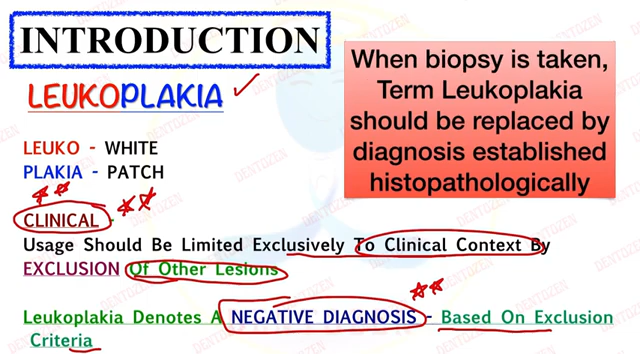 INTRODUCTION
LEUKOPLAKIA
LEUKO - WHITE
PLAKIA - PATCH
CLINICAL -
Usage Should Be Limited Exclusively To Clinical Context By
EXCLUSION Of Other Lesions
Leukoplakia Denotes A NEGATIVE DIAGNOSIS - Based On Exclusion
Criteria
When biopsy is taken,
Term Leukoplakia
should be replaced by
diagnosis established
histopathologically
DENTOZEN